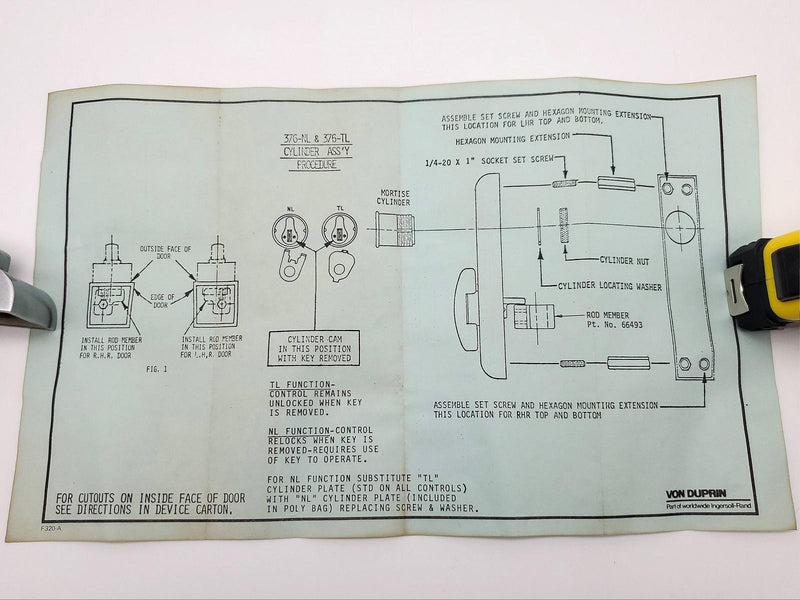 376-NL & 376-TL
CYLINDER ASS'Y
PROCEDURE
ASSEMBLE SET SCREW AND HEXAGON MOUNTING EXTENSION
THIS LOCATION FOR LHR TOP AND BOTTOM.
HEXAGON MOUNTING EXTENSION
1/4-20 X 1" SOCKET SET SCREW
MORTISE
CYLINDER
NL
TL
OUTSIDE FACE OF
DOOR
EDGE OF
DOOR
CYLINDER NUT
CYLINDER LOCATING WASHER
ROD MEMBER
Pt. No. 66493
INSTALL ROD MEMBER
IN THIS POSITION
FOR R.H.R. DOOR
INSTALL ROD MEMBER
IN THIS POSITION
FOR L.H.R. DOOR
FIG. 1
CYLINDER CAM
IN THIS POSITION
WITH KEY REMOVED
TL FUNCTION-
CONTROL REMAINS
UNLOCKED WHEN KEY
IS REMOVED.
NL FUNCTION-CONTROL
RELOCKS WHEN KEY IS
REMOVED-REQUIRES USE
OF KEY TO OPERATE.
ASSEMBLE SET SCREW AND HEXAGON MOUNTING EXTENSION
THIS LOCATION FOR RHR TOP AND BOTTOM
FOR NL FUNCTION SUBSTITUTE "TL"
CYLINDER PLATE (STD ON ALL CONTROLS)
WITH "NL" CYLINDER PLATE (INCLUDED
IN POLY BAG) REPLACING SCREW & WASHER.
FOR CUTOUTS ON INSIDE FACE OF DOOR
SEE DIRECTIONS IN DEVICE CARTON.
VON DUPRIN
Part of worldwide Ingersoll-Rand
F320-A